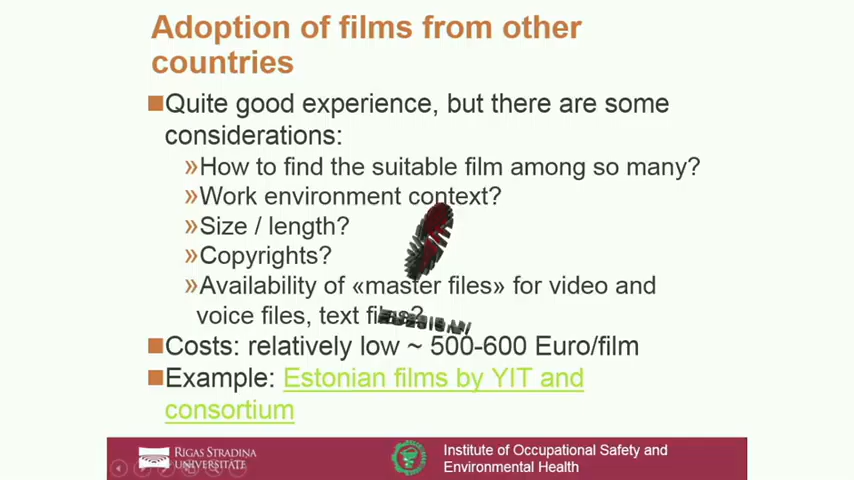 Adoption of films from other
countries
Quite good experience, but there are some
considerations:
»How to find the suitable film among so many?
»Work environment context?
»Size / length?
»Copyrights?
»Availability of «master files» for video and
voice files, text files?
Costs: relatively low ~ 500-600 Euro/film
Example: Estonian films by YIT and
consortium
RIGAS STRADINA
UNIVERSITATE
Institute of Occupational Safety and
Environmental Health